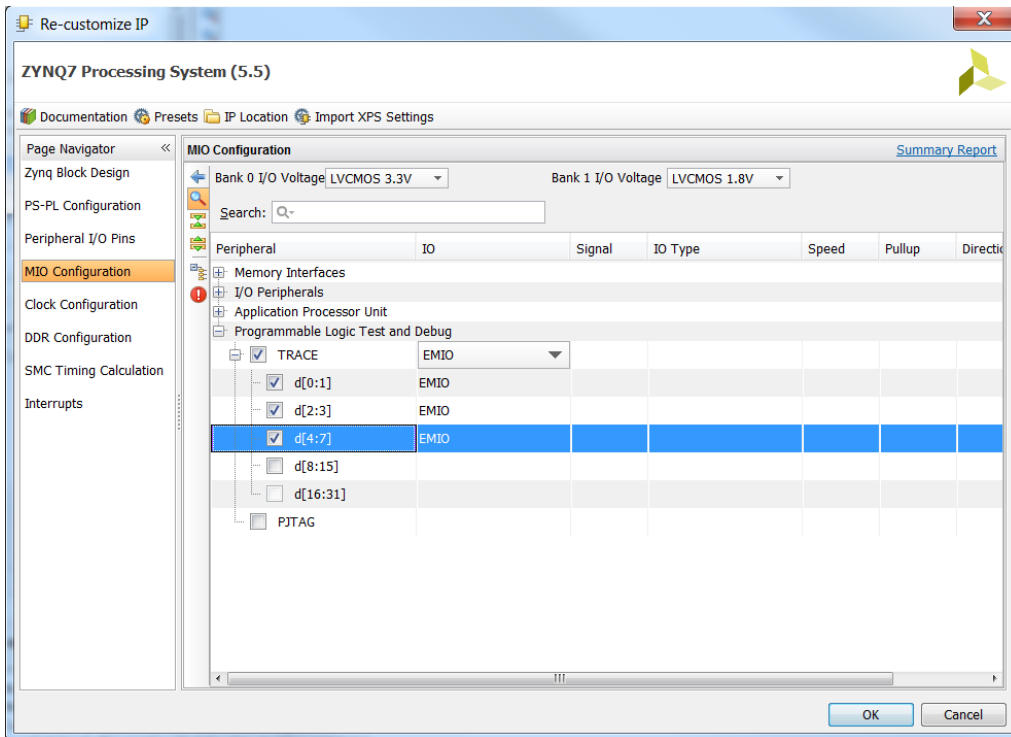 Re-customize IP
ZYNQ7 Processing System (5.5)
Documentation Presets IP Location Import XPS Settings
Page Navigator «
Zynq Block Design
PS-PL Configuration
Peripheral I/O Pins
MIO Configuration
Clock Configuration
DDR Configuration
SMC Timing Calculation
Interrupts
MIO Configuration Summary Report
Bank 0 I/O Voltage LVCMOS 3.3V Bank 1 I/O Voltage LVCMOS 1.8V
Search:
Peripheral IO Signal IO Type Speed Pullup Directio
Memory Interfaces
I/O Peripherals
Application Processor Unit
Programmable Logic Test and Debug
TRACE EMIO
d[0:1] EMIO
d[2:3] EMIO
d[4:7] EMIO
d[8:15]
d[16:31]
PJTAG
OK Cancel